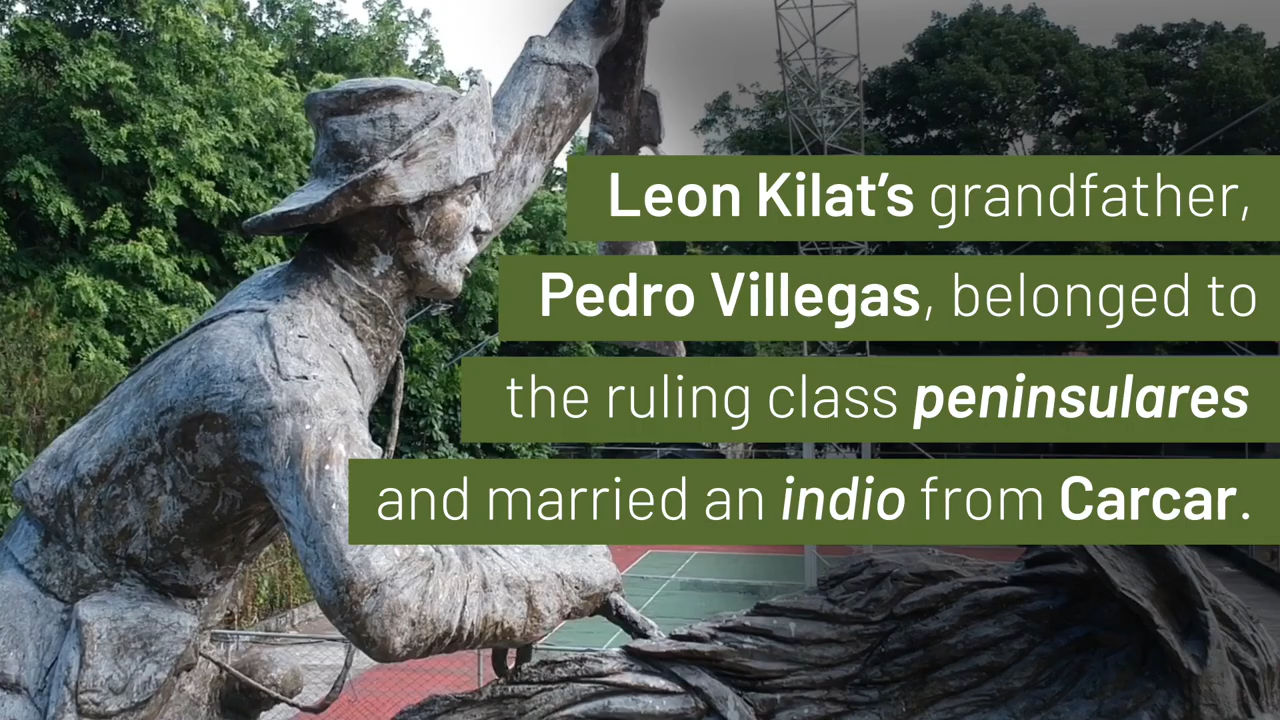 Leon Kilat’s grandfather,
Pedro Villegas, belonged to
the ruling class peninsulares
and married an indio from Carcar.